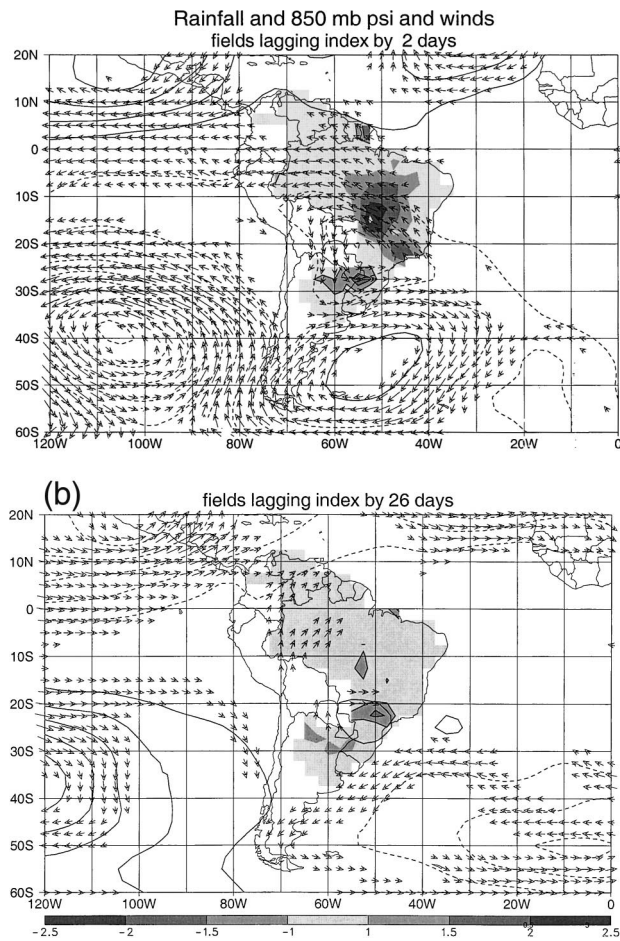 Rainfall and 850 mb psi and winds
fields lagging index by 2 days
20N
10N
0
10S
20S
30S
40S
50S
60S
120W 100W 80W 60W 40W 20W 0
(b)
fields lagging index by 26 days
20N
10N
0
10S
20S
30S
40S
50S
60S
120W 100W 80W 60W 40W 20W 0
-2.5 -2 -1.5 -1 1 1.5 2 2.5